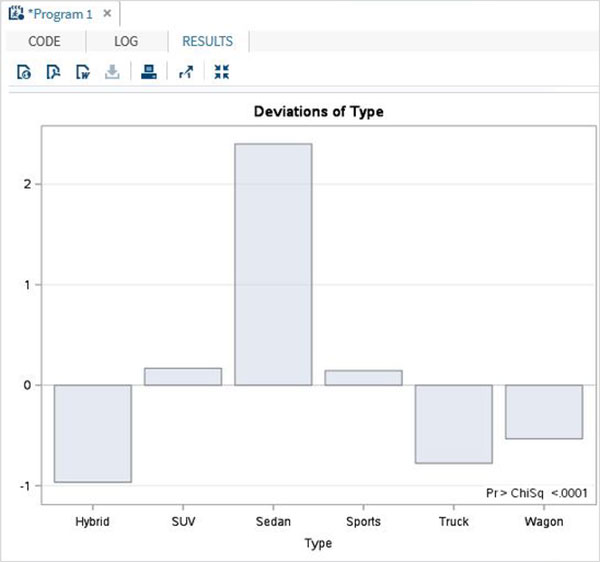 *Program 1 ×
CODE LOG RESULTS
Deviations of Type
2
1
0
-1
Pr > ChiSq <.0001
Hybrid SUV Sedan Sports Truck Wagon
Type